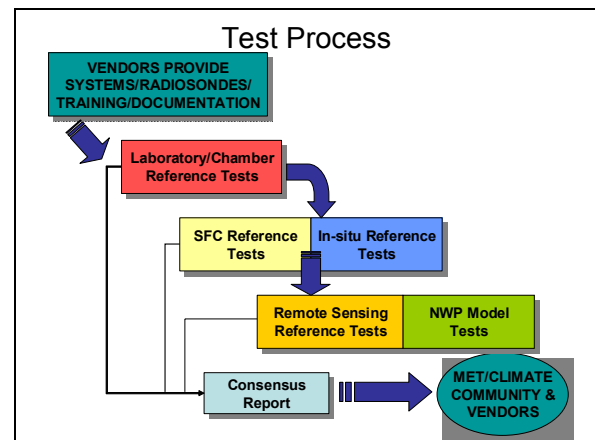 Test Process
VENDORS PROVIDE
SYSTEMS/RADIOSONDES/
TRAINING/DOCUMENTATION
Laboratory/Chamber
Reference Tests
SFC Reference
Tests
In-situ Reference
Tests
Remote Sensing
Reference Tests
NWP Model
Tests
Consensus
Report
MET/CLIMATE
COMMUNITY &
VENDORS